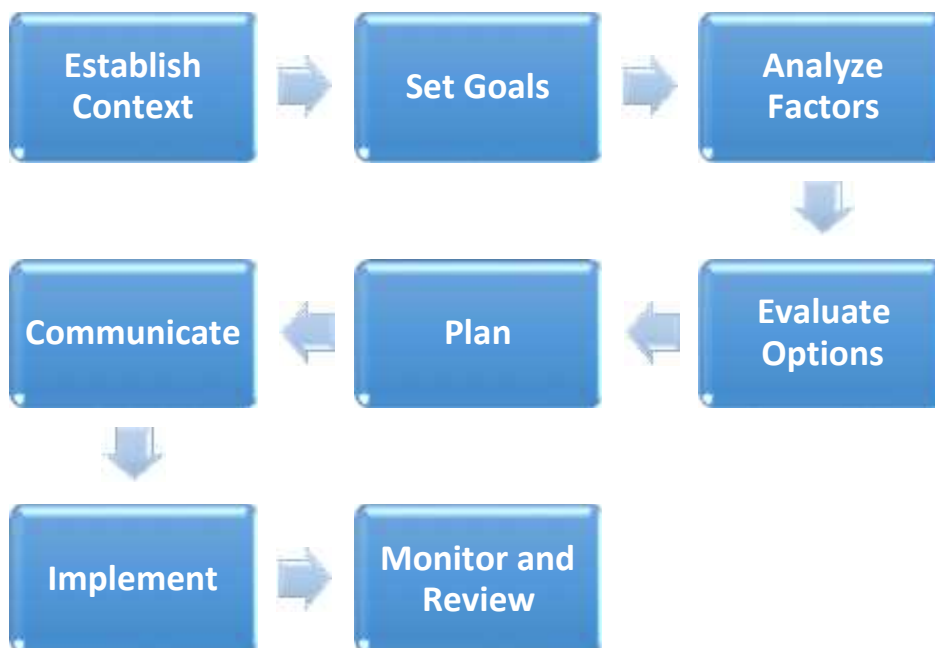 Establish
Context
Set Goals
Analyze
Factors
Evaluate
Options
Plan
Communicate
Implement
Monitor and
Review